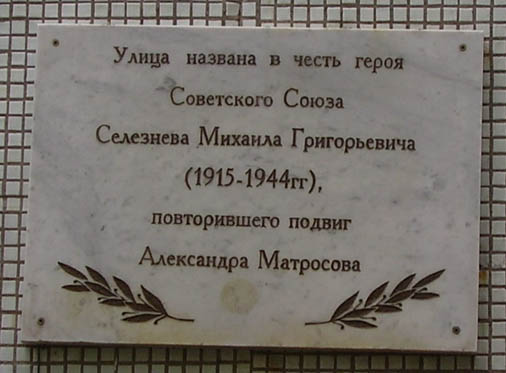 Улица названа в честь героя
Советского Союза
Селезнева Михаила Григорьевича
(1915-1944гг),
повторившего подвиг
Александра Матросова